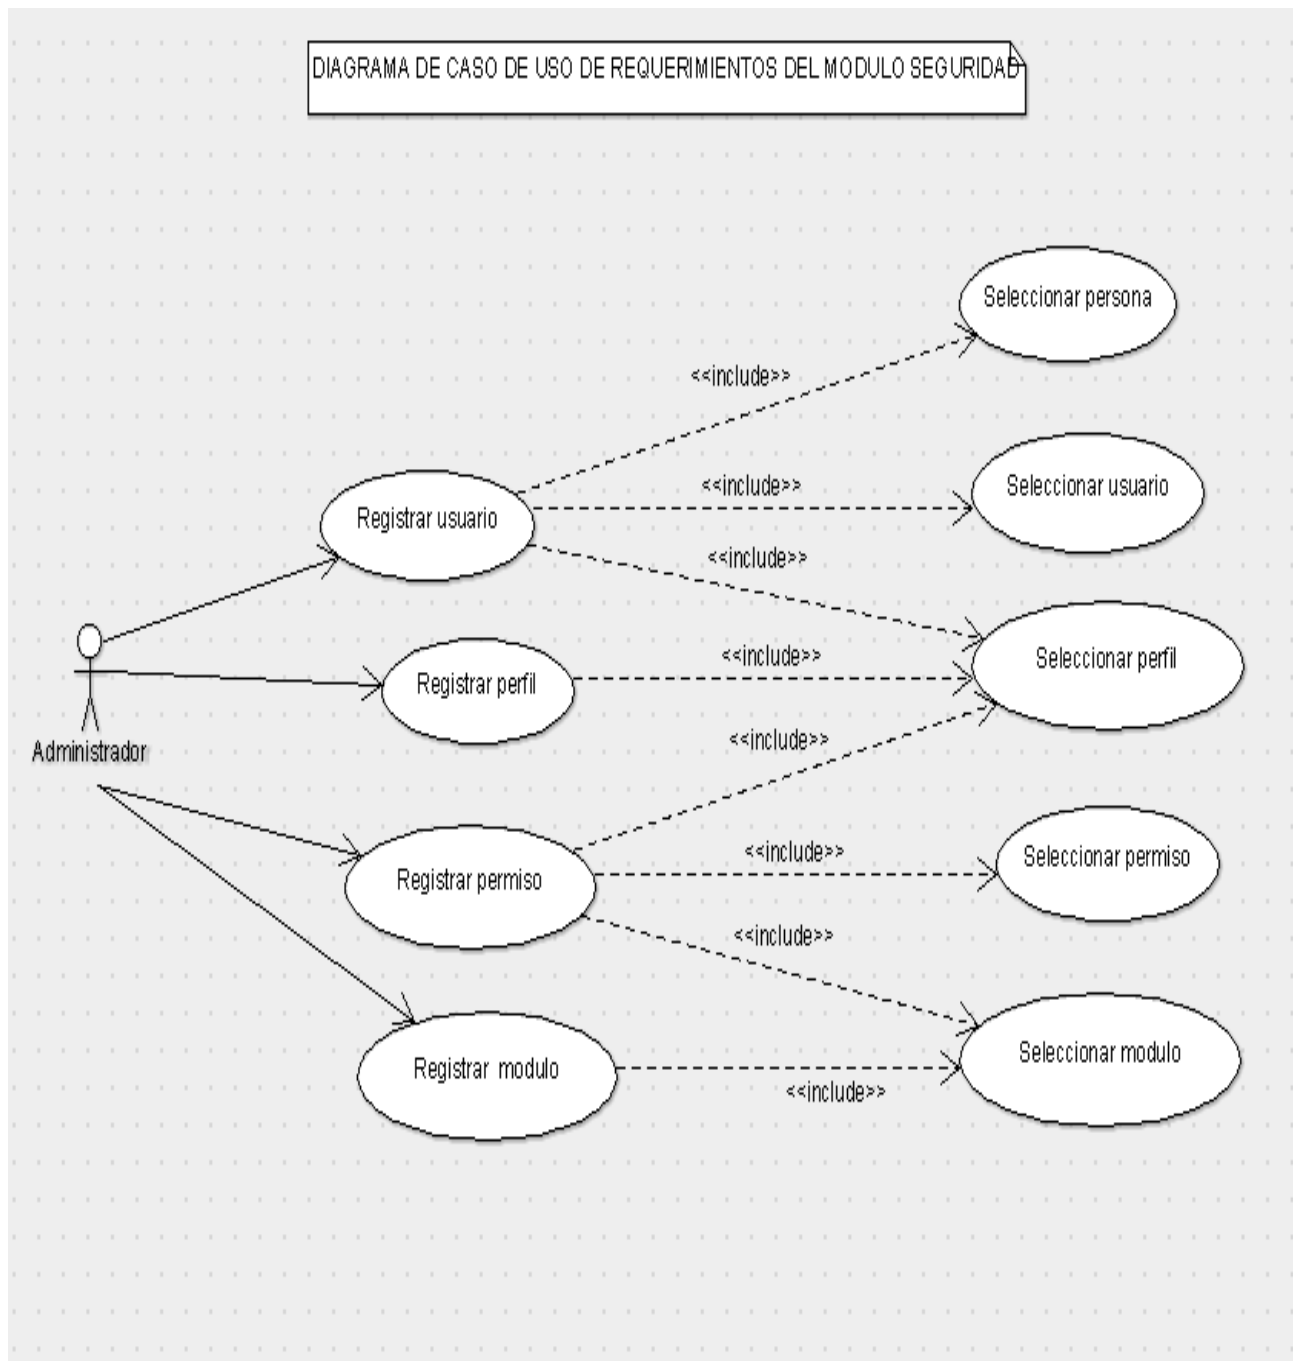 DIAGRAMA DE CASO DE USO DE REQUERIMIENTOS DEL MODULO SEGURIDAD
Seleccionar persona
<<include>>
Seleccionar usuario
<<include>>
Registrar usuario
<<include>>
Seleccionar perfil
<<include>>
Registrar perfil
<<include>>
Administrador
Seleccionar permiso
<<include>>
Registrar permiso
<<include>>
Seleccionar modulo
Registrar modulo
<<include>>